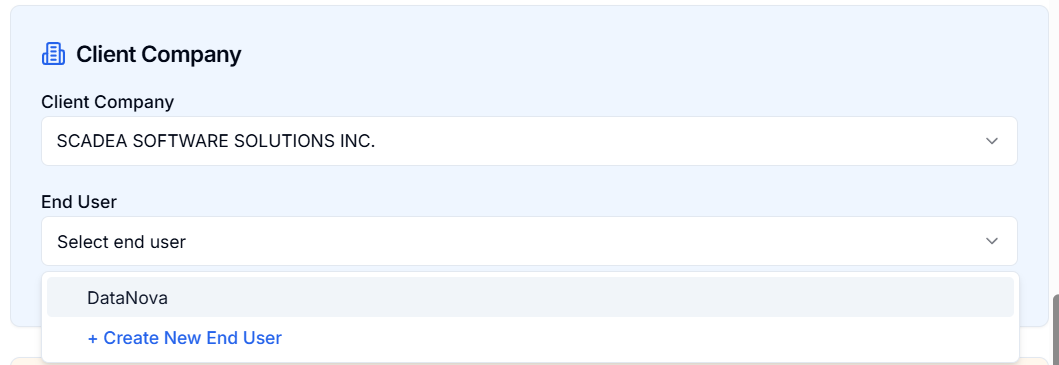 Client Company
Client Company
SCADEA SOFTWARE SOLUTIONS INC.
End User
Select end user
DataNova
+ Create New End User